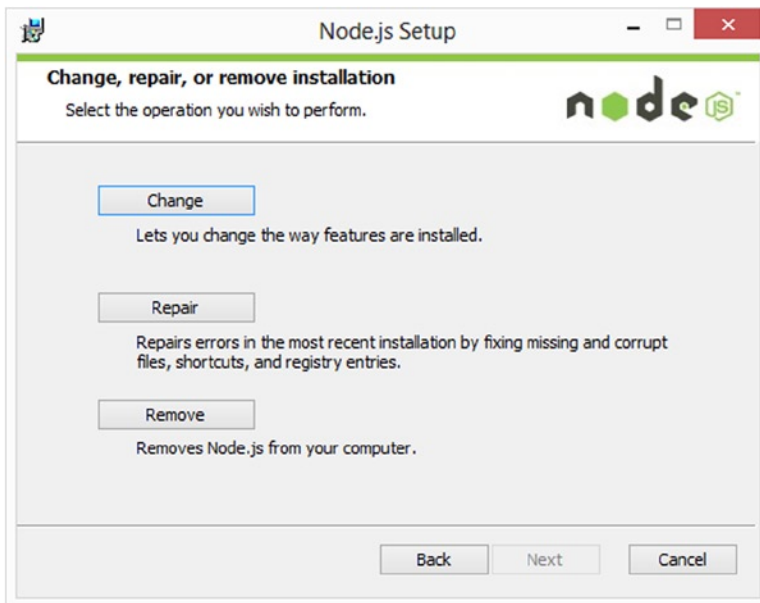 Node.js Setup
Change, repair, or remove installation
Select the operation you wish to perform.
node JS
Change
Lets you change the way features are installed.
Repair
Repairs errors in the most recent installation by fixing missing and corrupt
files, shortcuts, and registry entries.
Remove
Removes Node.js from your computer.
Back Next Cancel